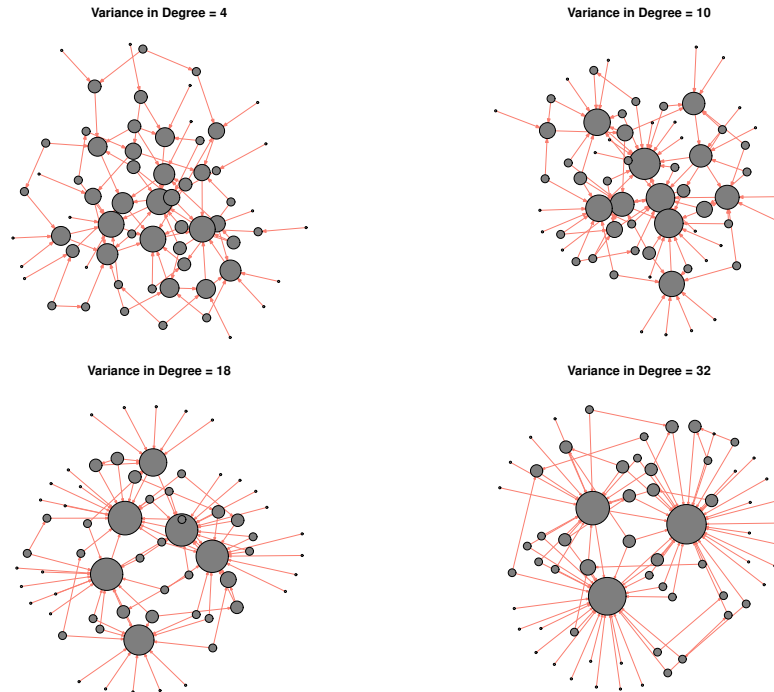 Variance in Degree = 4
Variance in Degree = 10
Variance in Degree = 18
Variance in Degree = 32